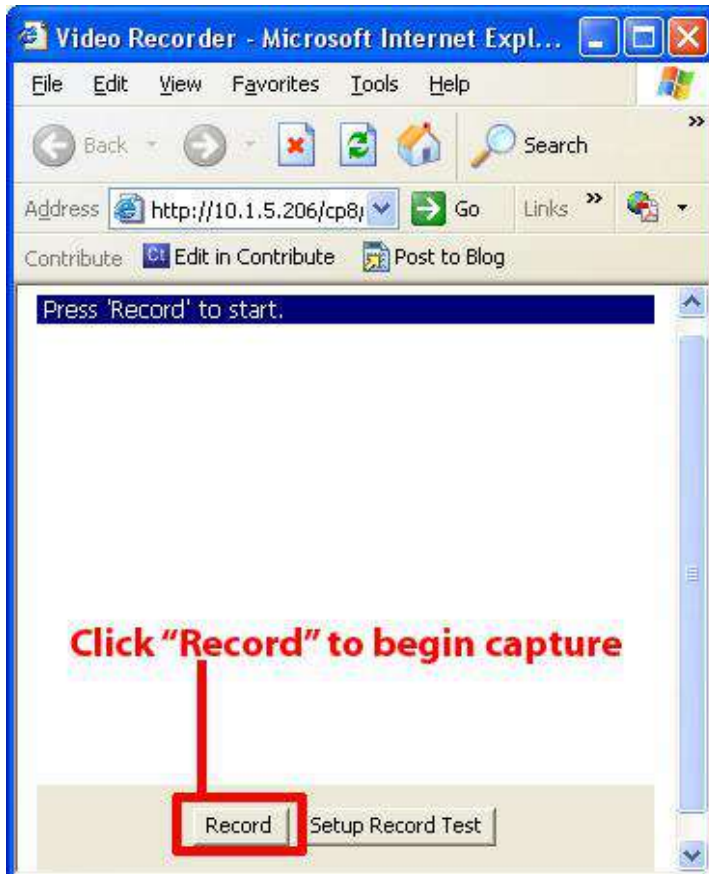 Video Recorder - Microsoft Internet Expl...
File Edit View Favorites Tools Help
Back Search »
Address http://10.1.5.206/cp8/ Go Links »
Contribute Ct Edit in Contribute Post to Blog
Press 'Record' to start.
Click “Record” to begin capture
Record Setup Record Test